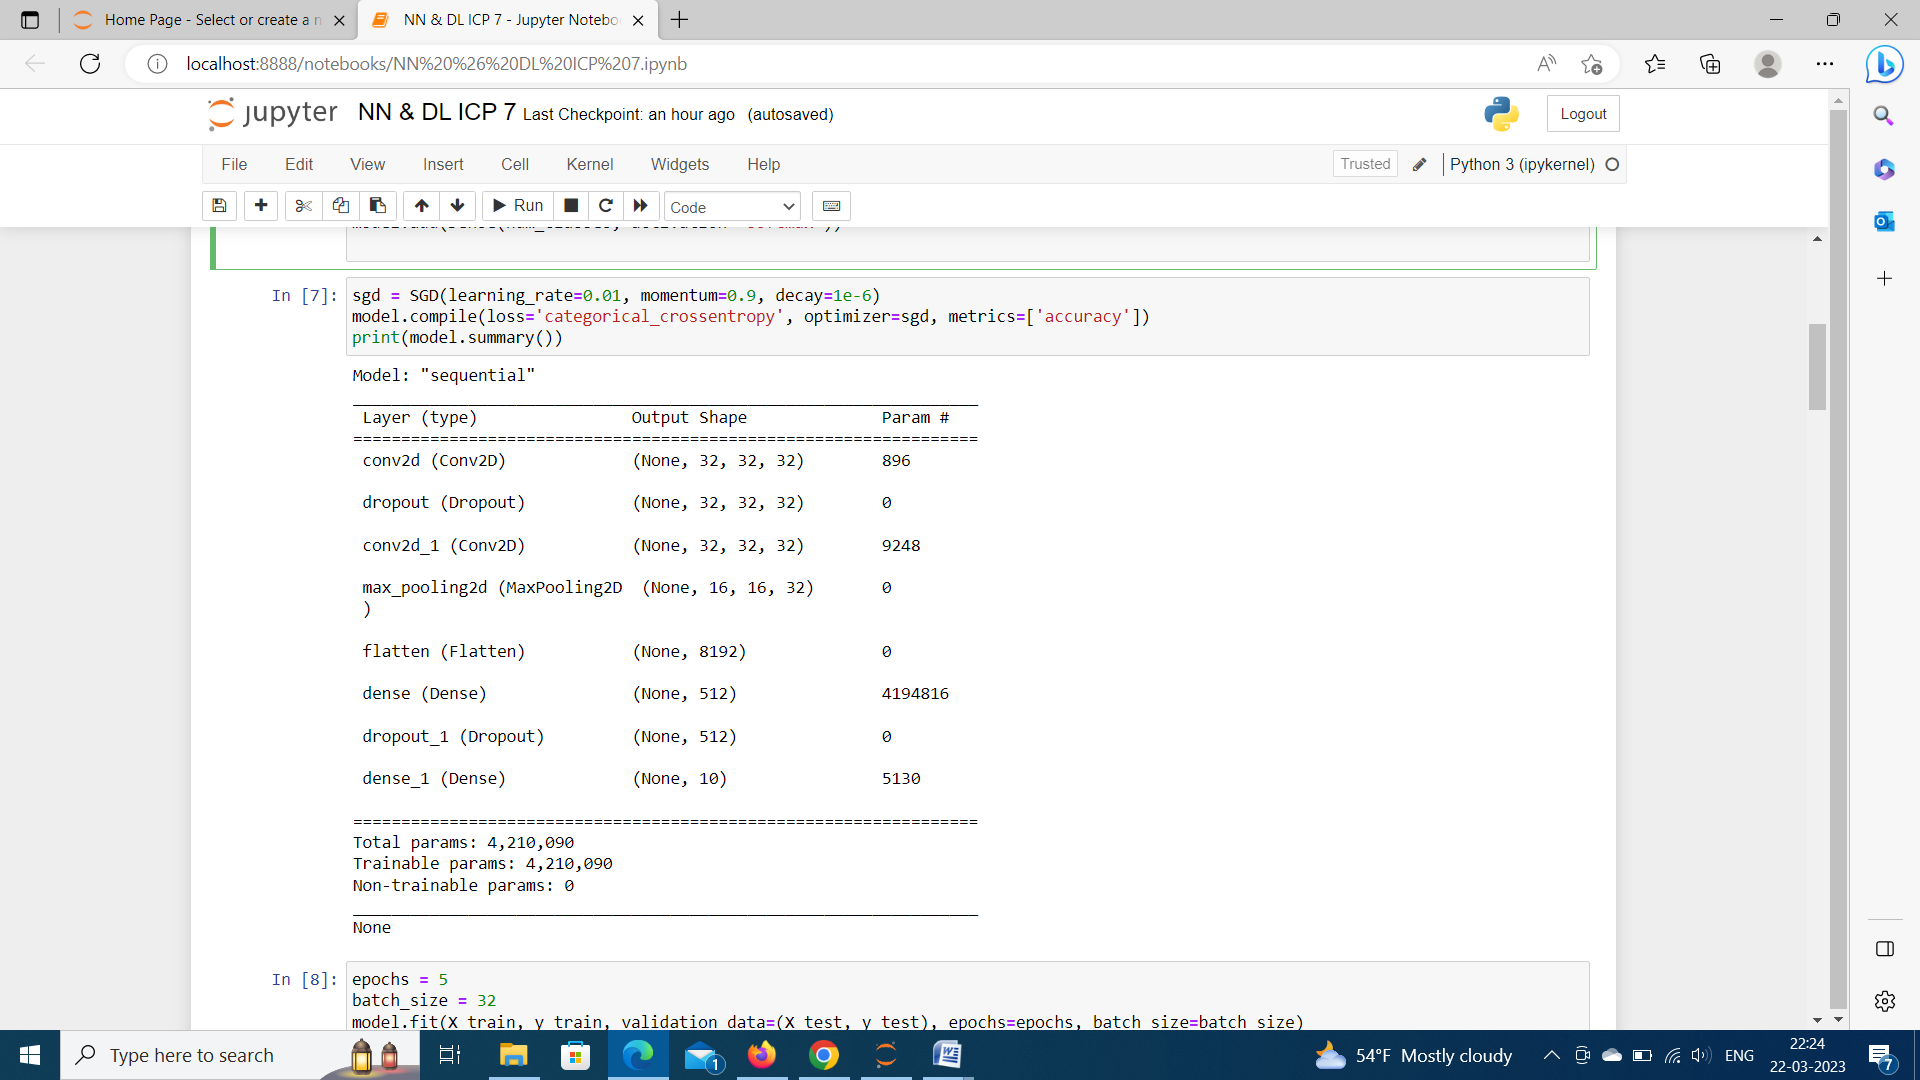 Home Page - Select or create a n
NN & DL ICP 7 - Jupyter Notebo
localhost:8888/notebooks/NN%20%26%20DL%20ICP%207.ipynb
jupyter NN & DL ICP 7 Last Checkpoint: an hour ago (autosaved)
Logout
File Edit View Insert Cell Kernel Widgets Help
Trusted
Python 3 (ipykernel)
Run
Code
In [7]: sgd = SGD(learning_rate=0.01, momentum=0.9, decay=1e-6)
model.compile(loss='categorical_crossentropy', optimizer=sgd, metrics=['accuracy'])
print(model.summary())
Model: "sequential"
Layer (type) Output Shape Param #
=================================================================
conv2d (Conv2D) (None, 32, 32, 32) 896
dropout (Dropout) (None, 32, 32, 32) 0
conv2d_1 (Conv2D) (None, 32, 32, 32) 9248
max_pooling2d (MaxPooling2D (None, 16, 16, 32) 0
)
flatten (Flatten) (None, 8192) 0
dense (Dense) (None, 512) 4194816
dropout_1 (Dropout) (None, 512) 0
dense_1 (Dense) (None, 10) 5130
=================================================================
Total params: 4,210,090
Trainable params: 4,210,090
Non-trainable params: 0
None
In [8]: epochs = 5
batch_size = 32
model.fit(X_train, y_train, validation_data=(X_test, y_test), epochs=epochs, batch_size=batch_size)
Type here to search
1
54°F Mostly cloudy
ENG
22:24
22-03-2023
7